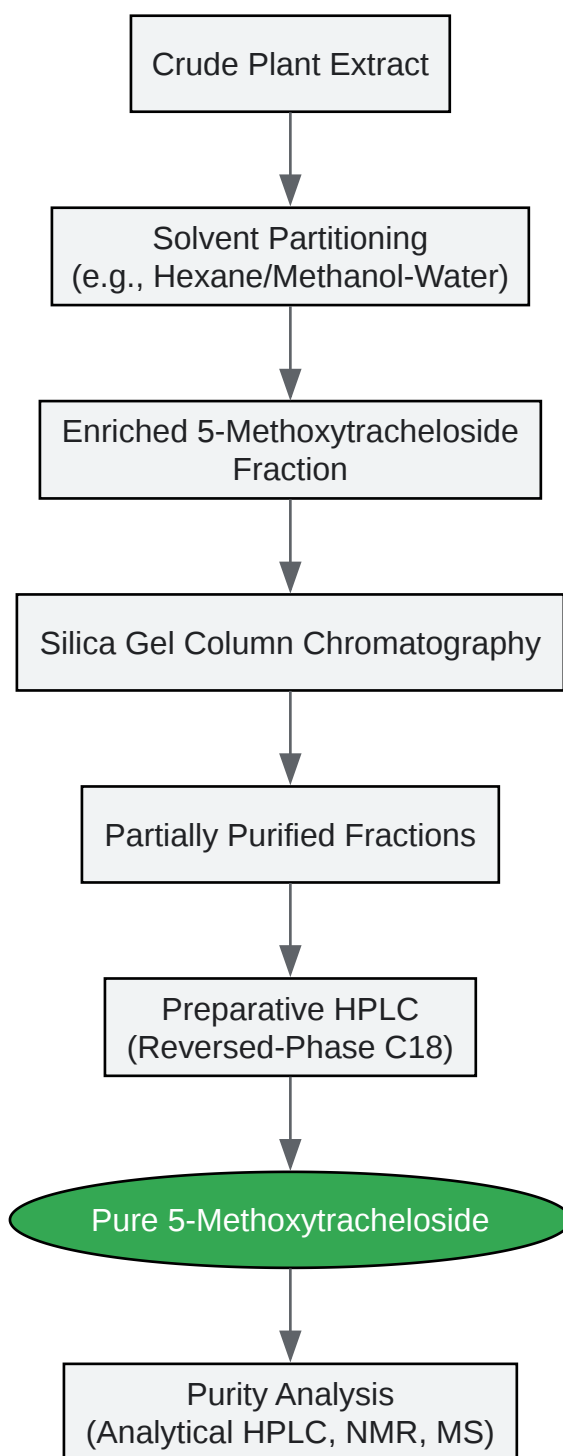 Crude Plant Extract
Solvent Partitioning
(e.g., Hexane/Methanol-Water)
Enriched 5-Methoxytracheloside
Fraction
Silica Gel Column Chromatography
Partially Purified Fractions
Preparative HPLC
(Reversed-Phase C18)
Pure 5-Methoxytracheloside
Purity Analysis
(Analytical HPLC, NMR, MS)